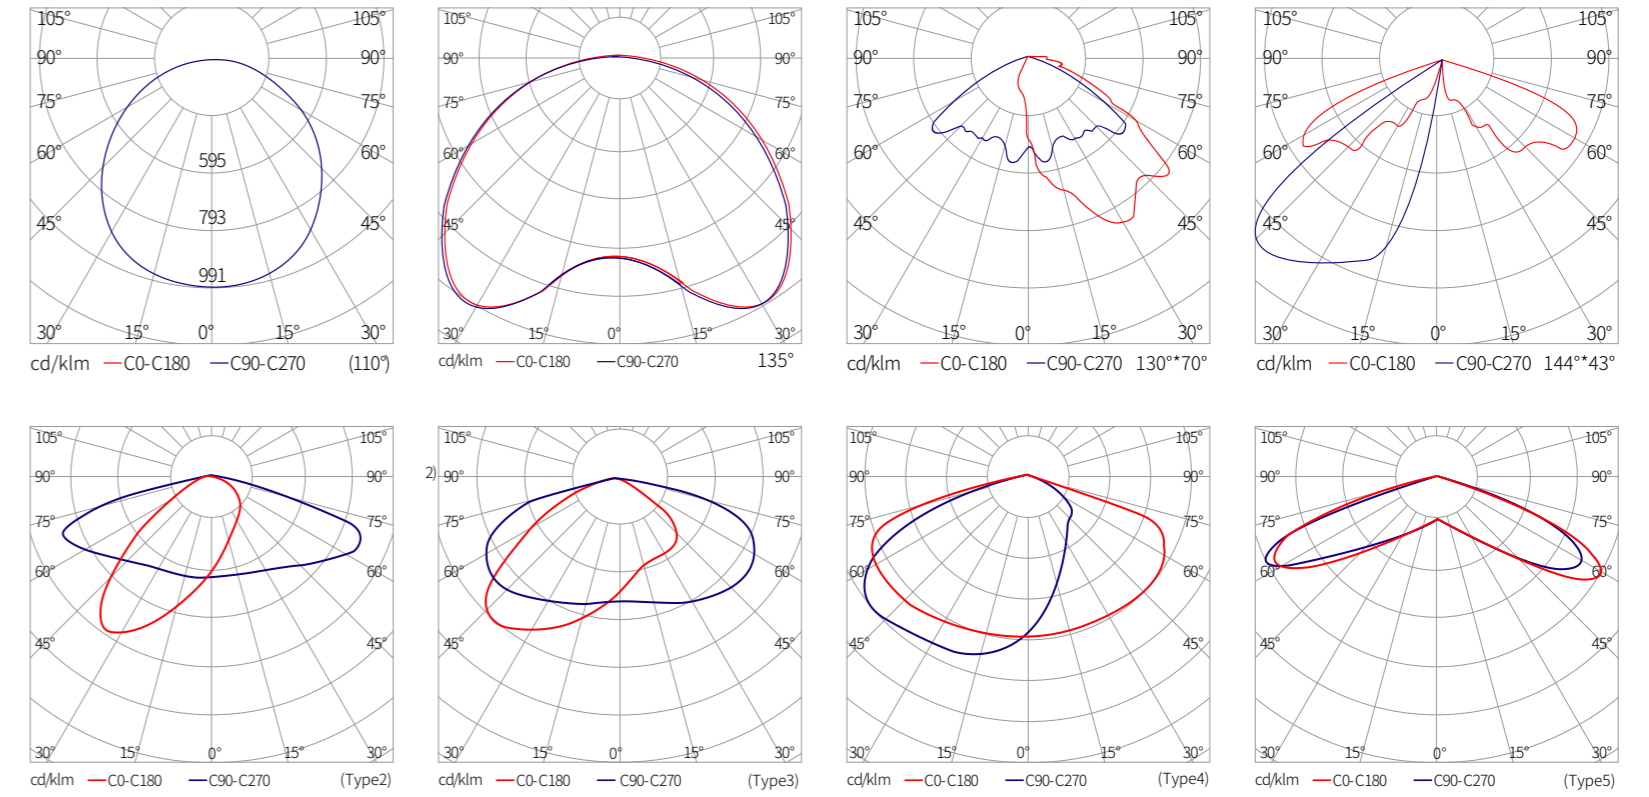 105° 105° 105° 105° 105° 105° 105° 105°
90° 90° 90° 90° 90° 90° 90° 90°
75° 75° 75° 75° 75° 75° 75° 75°
60° 595 60° 60° 60° 60° 60° 60° 60°
45° 793 45° 45° 45° 45° 45° 45° 45°
991
30° 15° 0° 15° 30° 30° 15° 0° 15° 30° 30° 15° 0° 15° 30° 30° 15° 0° 15° 30°
cd/klm C0-C180 C90-C270 (110°) cd/klm C0-C180 C90-C270 135° cd/klm C0-C180 C90-C270 130°*70° cd/klm C0-C180 C90-C270 144°*43°
105° 105° 105° 105° 105° 105° 105° 105°
90° 90° 2) 90° 90° 90° 90° 90° 90°
75° 75° 75° 75° 75° 75° 75° 75°
60° 60° 60° 60° 60° 60° 60° 60°
45° 45° 45° 45° 45° 45° 45° 45°
30° 15° 0° 15° 30° 30° 15° 0° 15° 30° 30° 15° 0° 15° 30° 30° 15° 0° 15° 30°
cd/klm C0-C180 C90-C270 (Type2) cd/klm C0-C180 C90-C270 (Type3) cd/klm C0-C180 C90-C270 (Type4) cd/klm C0-C180 C90-C270 (Type5)